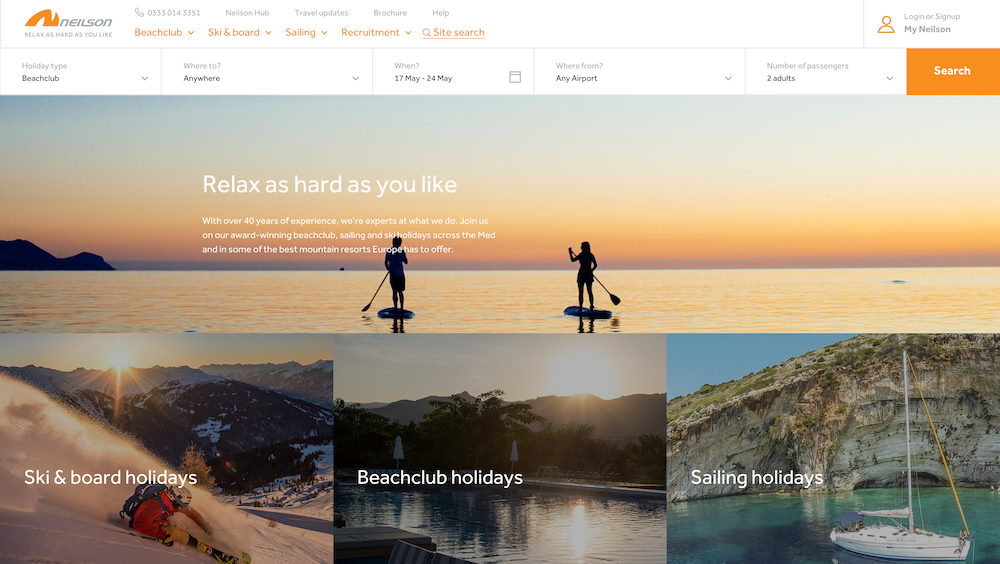 NEILSON
RELAX AS HARD AS YOU LIKE
0333 014 3351
Neilson Hub
Travel updates
Brochure
Help
Beachclub
Ski & board
Sailing
Recruitment
Site search
Login or Signup
My Neilson
Holiday type
Beachclub
Where to?
Anywhere
When?
17 May - 24 May
Where from?
Any Airport
Number of passengers
2 adults
Search
Relax as hard as you like
With over 40 years of experience, we're experts at what we do. Join us
on our award-winning beachclub, sailing and ski holidays across the Med
and in some of the best mountain resorts Europe has to offer.
Ski & board holidays
Beachclub holidays
Sailing holidays